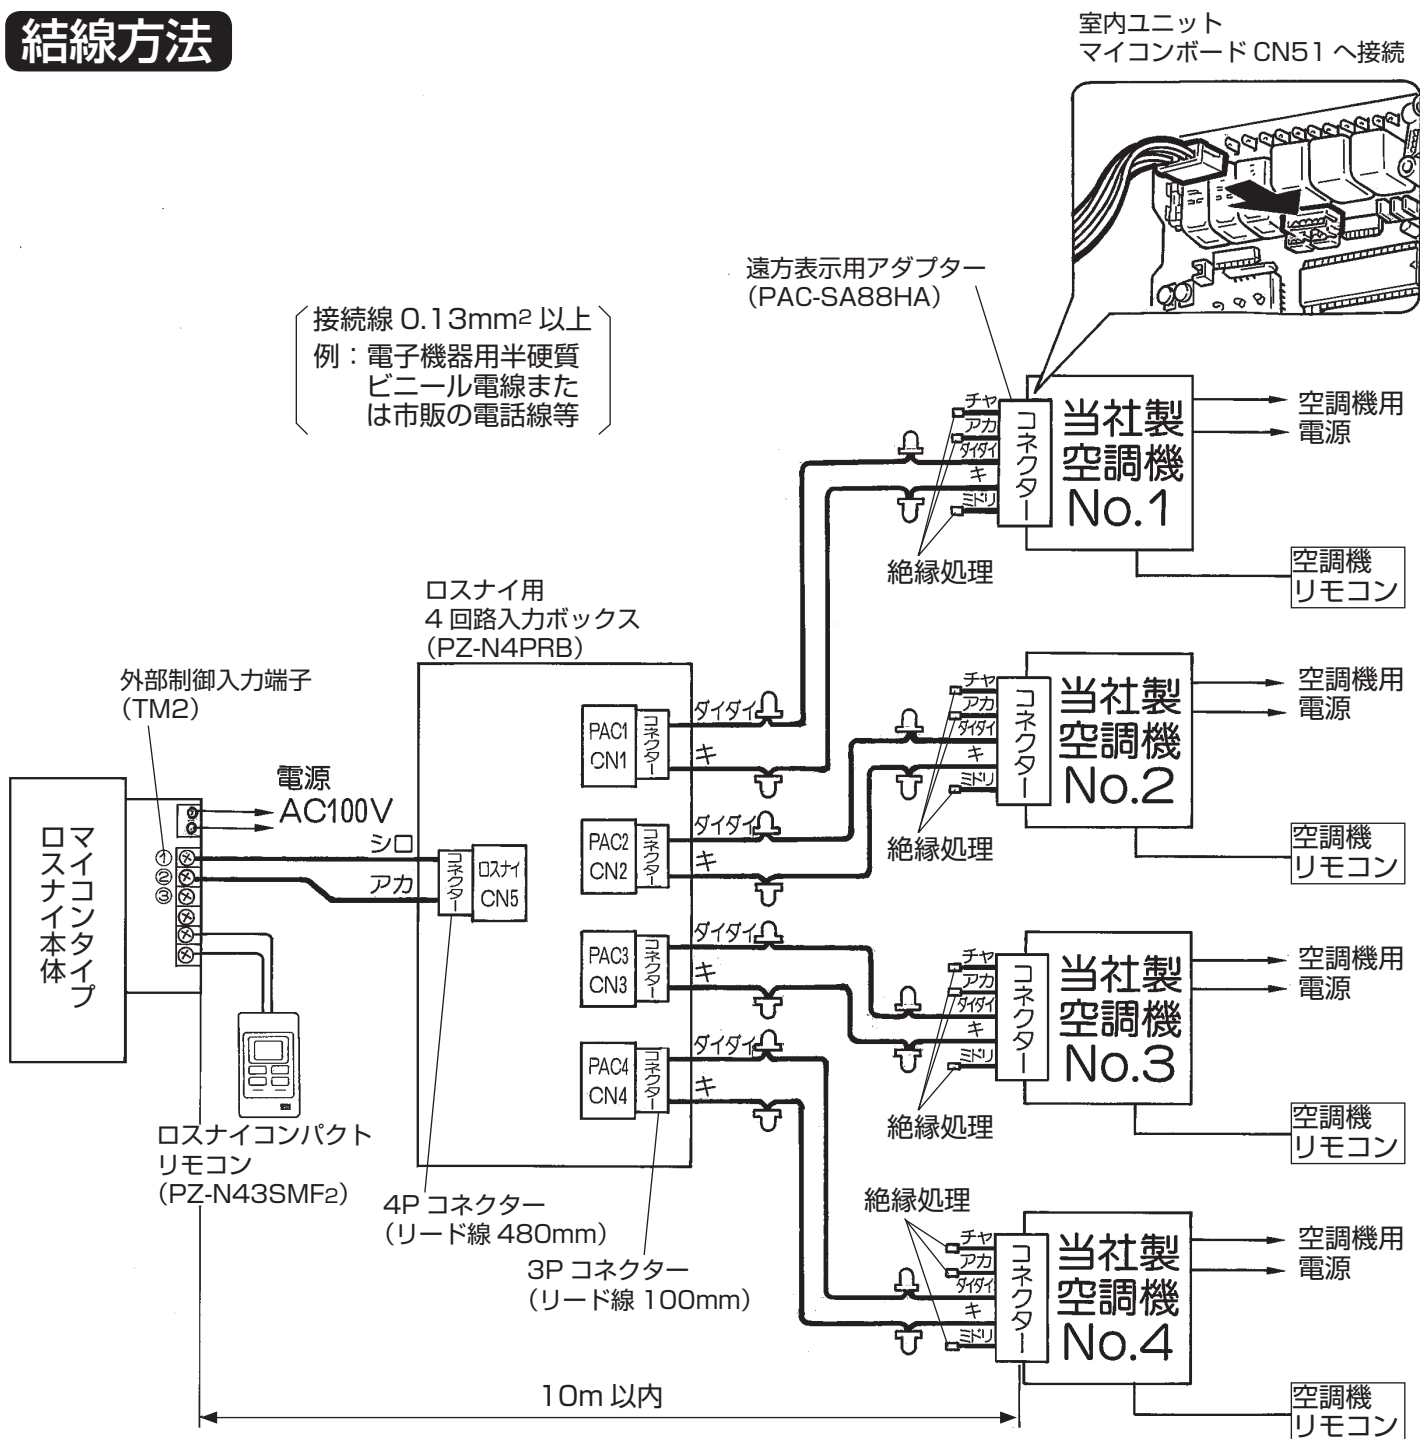 結線方法
室内ユニット
マイコンボード CN51 へ接続
遠方表示用アダプター
（PAC-SA88HA）
接続線 0.13mm² 以上
例：電子機器用半硬質
ビニール電線また
は市販の電話線等
チャ
アカ
ダイダイ
キ
ミドリ
コネクター
当社製
空調機
No.1
空調機用
電源
絶縁処理
空調機
リモコン
ロスナイ用
4 回路入力ボックス
（PZ-N4PRB）
外部制御入力端子
（TM2）
電源
AC100V
マイコンタイプ
ロスナイ本体
①
②
③
シロ
アカ
コネクター
ロスナイ
CN5
PAC1
CN1
コネクター
ダイダイ
キ
PAC2
CN2
コネクター
ダイダイ
キ
PAC3
CN3
コネクター
ダイダイ
キ
PAC4
CN4
コネクター
ダイダイ
キ
チャ
アカ
ダイダイ
キ
ミドリ
コネクター
当社製
空調機
No.2
空調機用
電源
絶縁処理
空調機
リモコン
チャ
アカ
ダイダイ
キ
ミドリ
コネクター
当社製
空調機
No.3
空調機用
電源
絶縁処理
空調機
リモコン
ロスナイコンパクト
リモコン
（PZ-N43SMF2）
4P コネクター
（リード線 480mm）
3P コネクター
（リード線 100mm）
絶縁処理
チャ
アカ
ダイダイ
キ
ミドリ
コネクター
当社製
空調機
No.4
空調機用
電源
空調機
リモコン
10m 以内